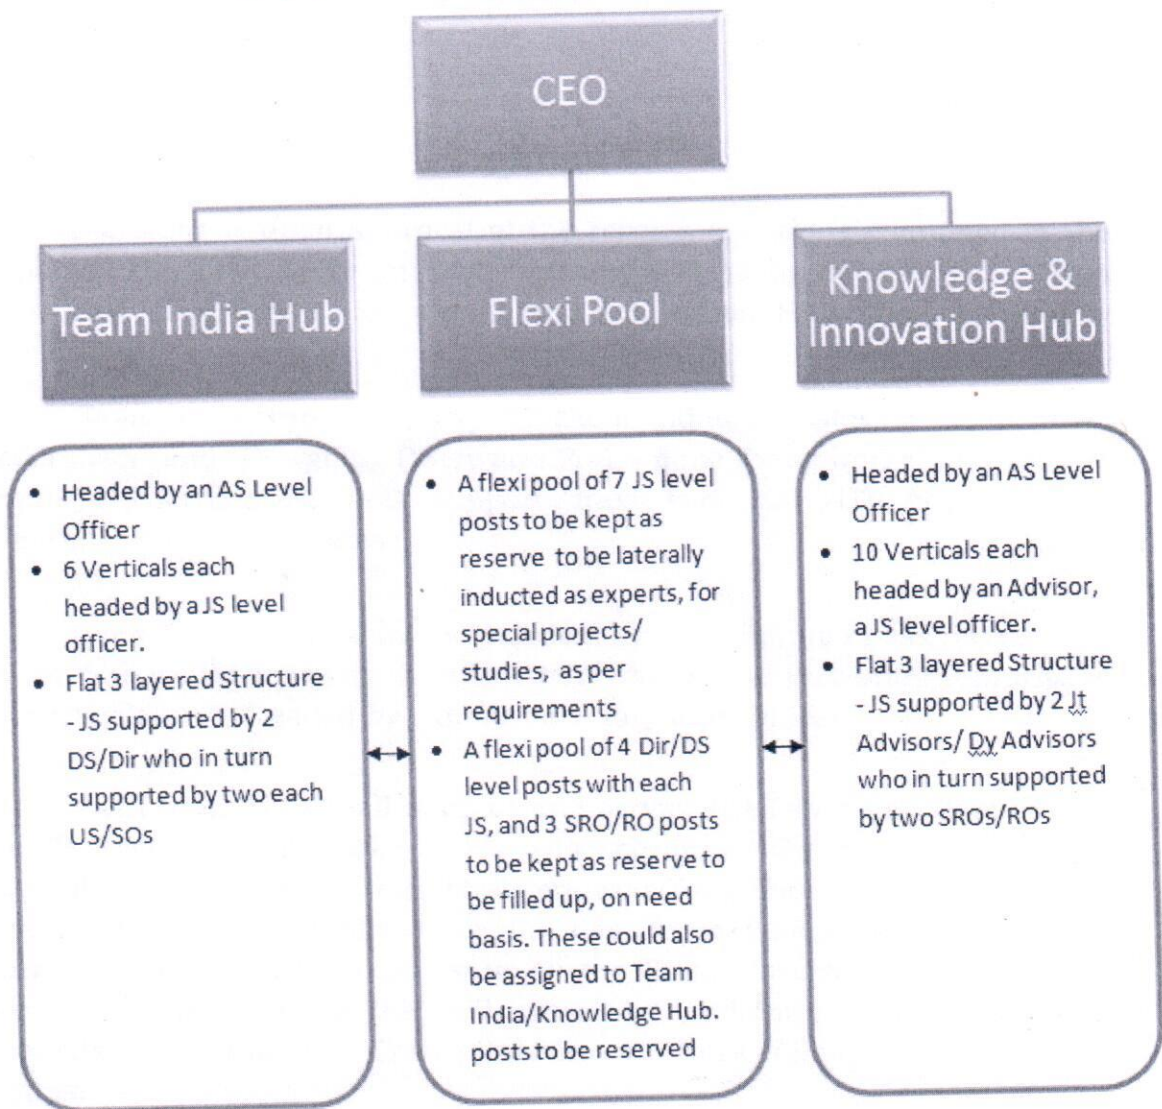 CEO
Team India Hub
Flexi Pool
Knowledge &
Innovation Hub
• Headed by an AS Level
Officer
• 6 Verticals each
headed by a JS level
officer.
• Flat 3 layered Structure
- JS supported by 2
DS/Dir who in turn
supported by two each
US/SOs
• A flexi pool of 7 JS level
posts to be kept as
reserve to be laterally
inducted as experts, for
special projects/
studies, as per
requirements
• A flexi pool of 4 Dir/DS
level posts with each
JS, and 3 SRO/RO posts
to be kept as reserve to
be filled up, on need
basis. These could also
be assigned to Team
India/Knowledge Hub.
posts to be reserved
• Headed by an AS Level
Officer
• 10 Verticals each
headed by an Advisor,
a JS level officer.
• Flat 3 layered Structure
- JS supported by 2 Jt
Advisors/ Dy Advisors
who in turn supported
by two SROs/ROs